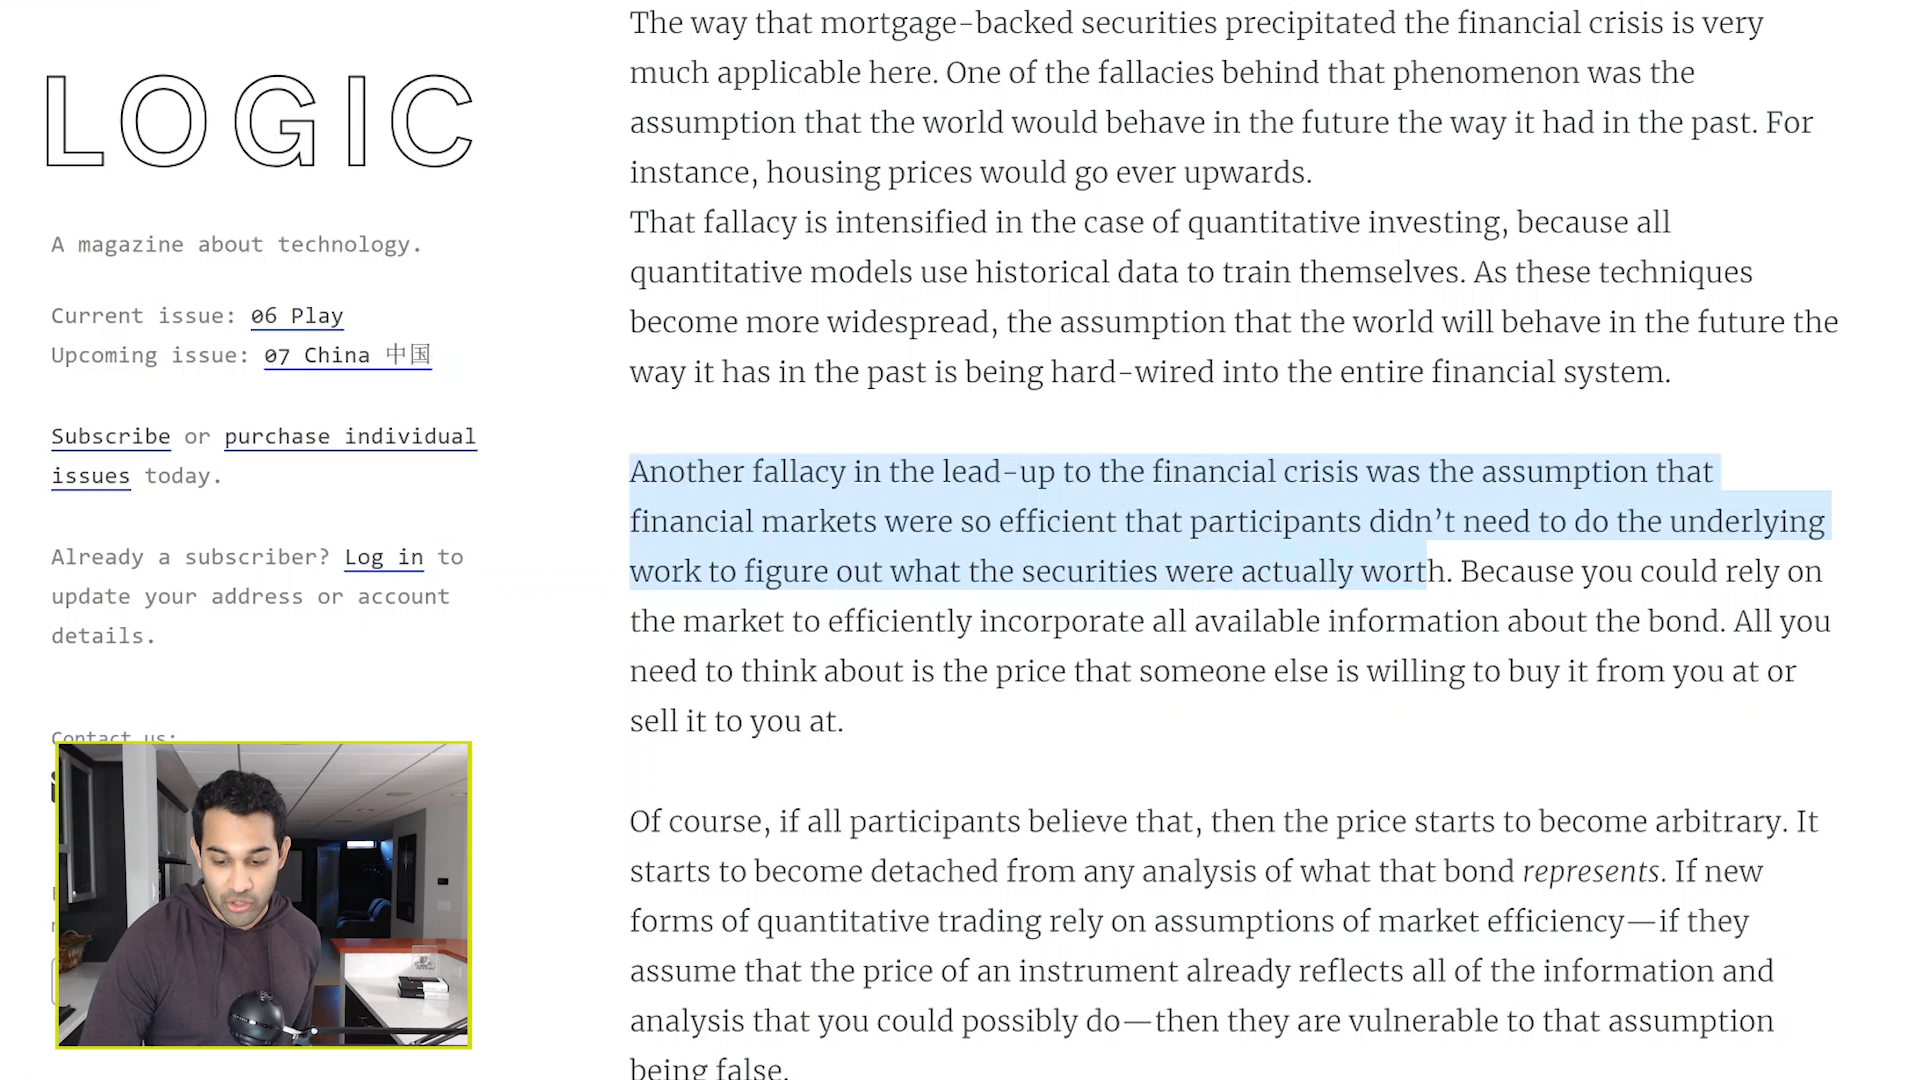 LOGIC
A magazine about technology.
Current issue: 06 Play
Upcoming issue: 07 China 中国
Subscribe or purchase individual
issues today.
Already a subscriber? Log in to
update your address or account
details.
Contact us:
The way that mortgage-backed securities precipitated the financial crisis is very
much applicable here. One of the fallacies behind that phenomenon was the
assumption that the world would behave in the future the way it had in the past. For
instance, housing prices would go ever upwards.
That fallacy is intensified in the case of quantitative investing, because all
quantitative models use historical data to train themselves. As these techniques
become more widespread, the assumption that the world will behave in the future the
way it has in the past is being hard-wired into the entire financial system.
Another fallacy in the lead-up to the financial crisis was the assumption that
financial markets were so efficient that participants didn’t need to do the underlying
work to figure out what the securities were actually worth. Because you could rely on
the market to efficiently incorporate all available information about the bond. All you
need to think about is the price that someone else is willing to buy it from you at or
sell it to you at.
Of course, if all participants believe that, then the price starts to become arbitrary. It
starts to become detached from any analysis of what that bond represents. If new
forms of quantitative trading rely on assumptions of market efficiency—if they
assume that the price of an instrument already reflects all of the information and
analysis that you could possibly do—then they are vulnerable to that assumption
being false.